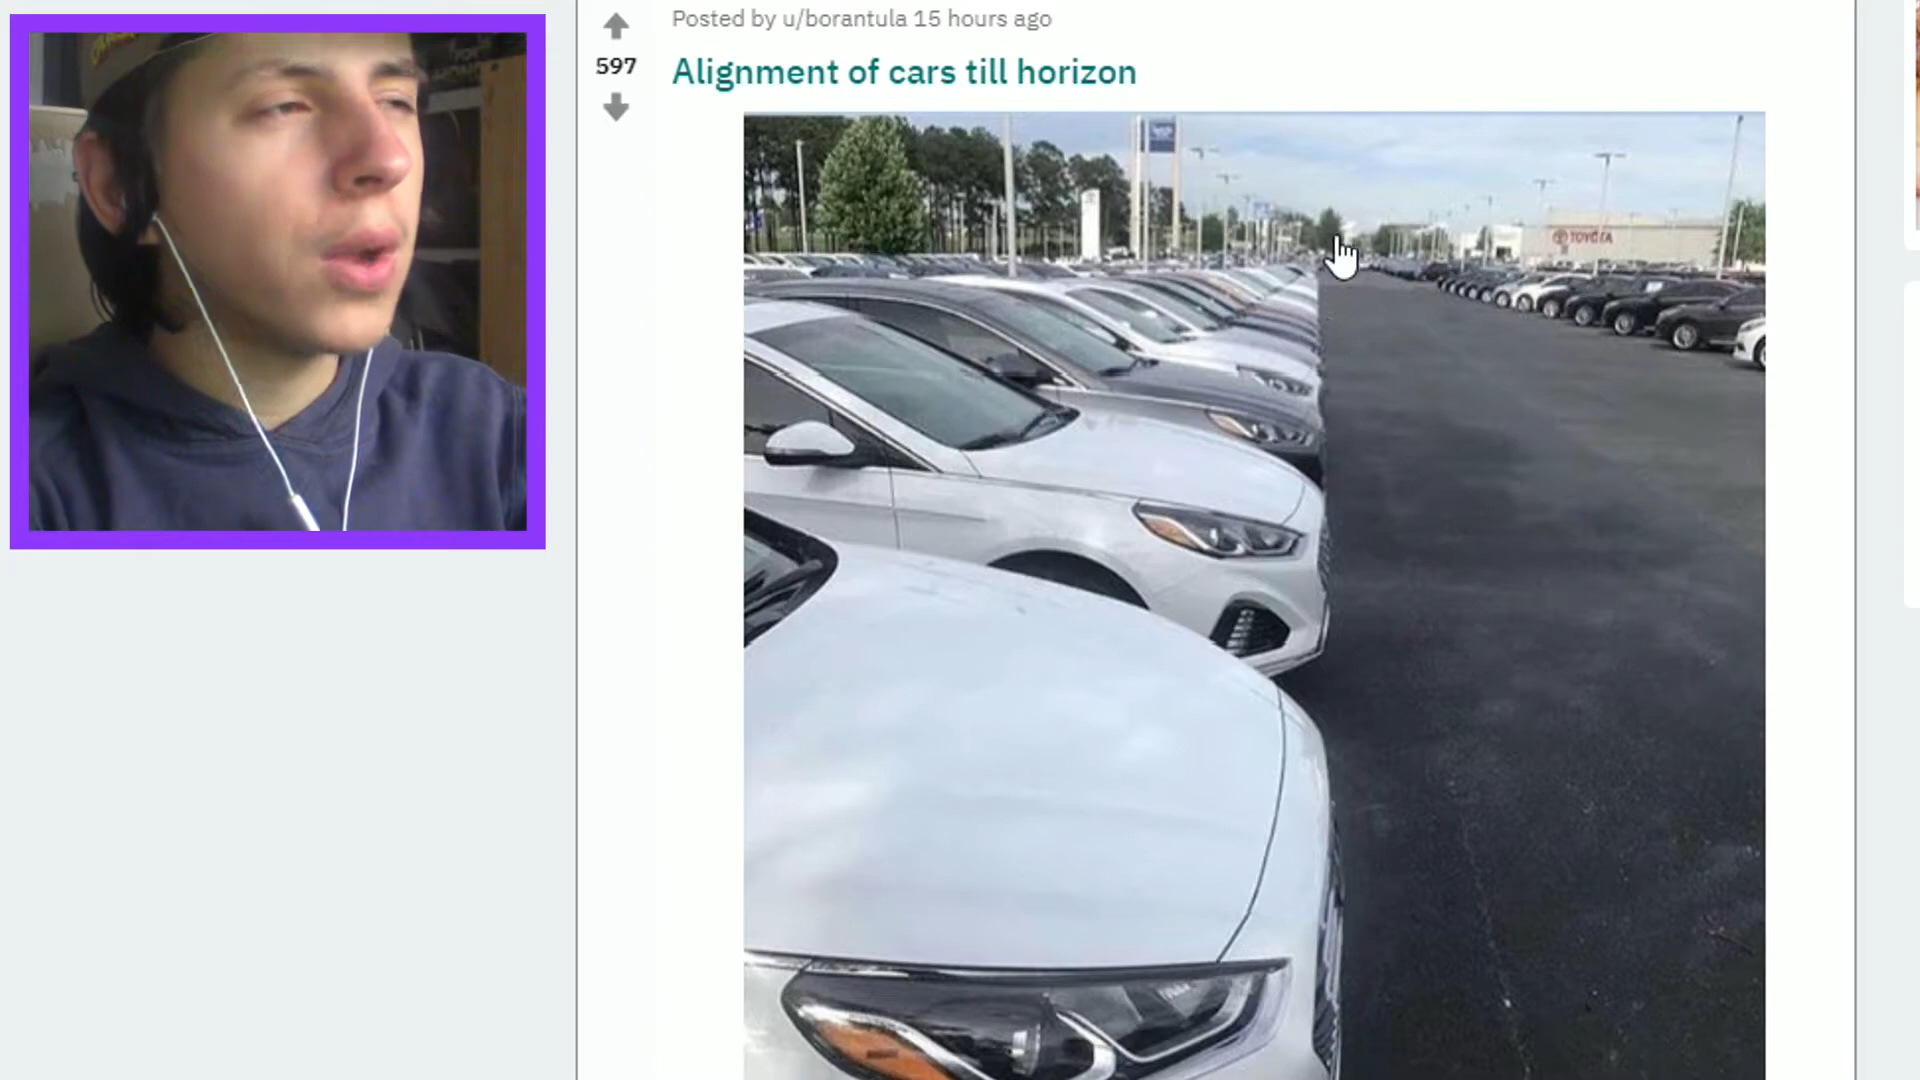 Posted by u/borantula 15 hours ago
597
Alignment of cars till horizon
TOYOTA